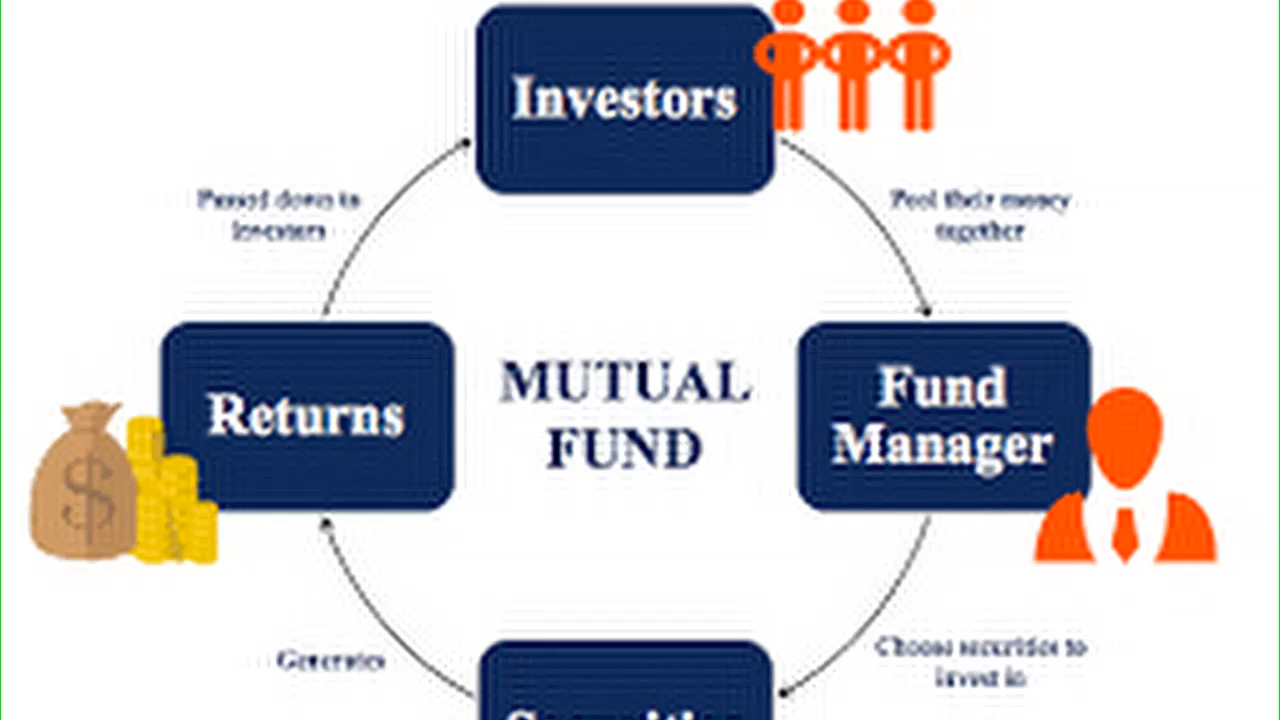 Investors
Passed down to
investors
Pool their money
together
Returns
MUTUAL
FUND
Fund
Manager
Generates
Choose securities to
invest in
Securities